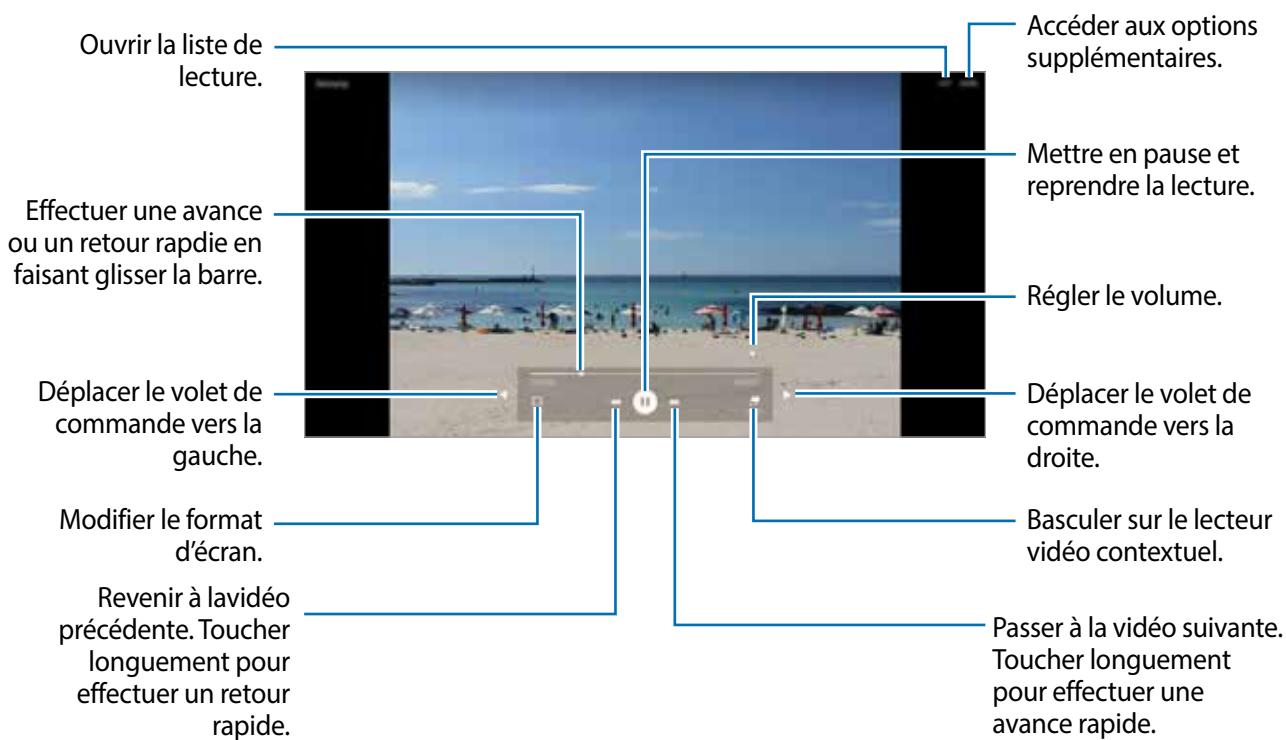 Ouvrir la liste de
lecture.
Accéder aux options
supplémentaires.
Mettre en pause et
reprendre la lecture.
Effectuer une avance
ou un retour rapdie en
faisant glisser la barre.
Régler le volume.
Déplacer le volet de
commande vers la
gauche.
Déplacer le volet de
commande vers la
droite.
Modifier le format
d'écran.
Basculer sur le lecteur
vidéo contextuel.
Revenir à lavidéo
précédente. Toucher
longuement pour
effectuer un retour
rapide.
Passer à la vidéo suivante.
Toucher longuement
pour effectuer une
avance rapide.